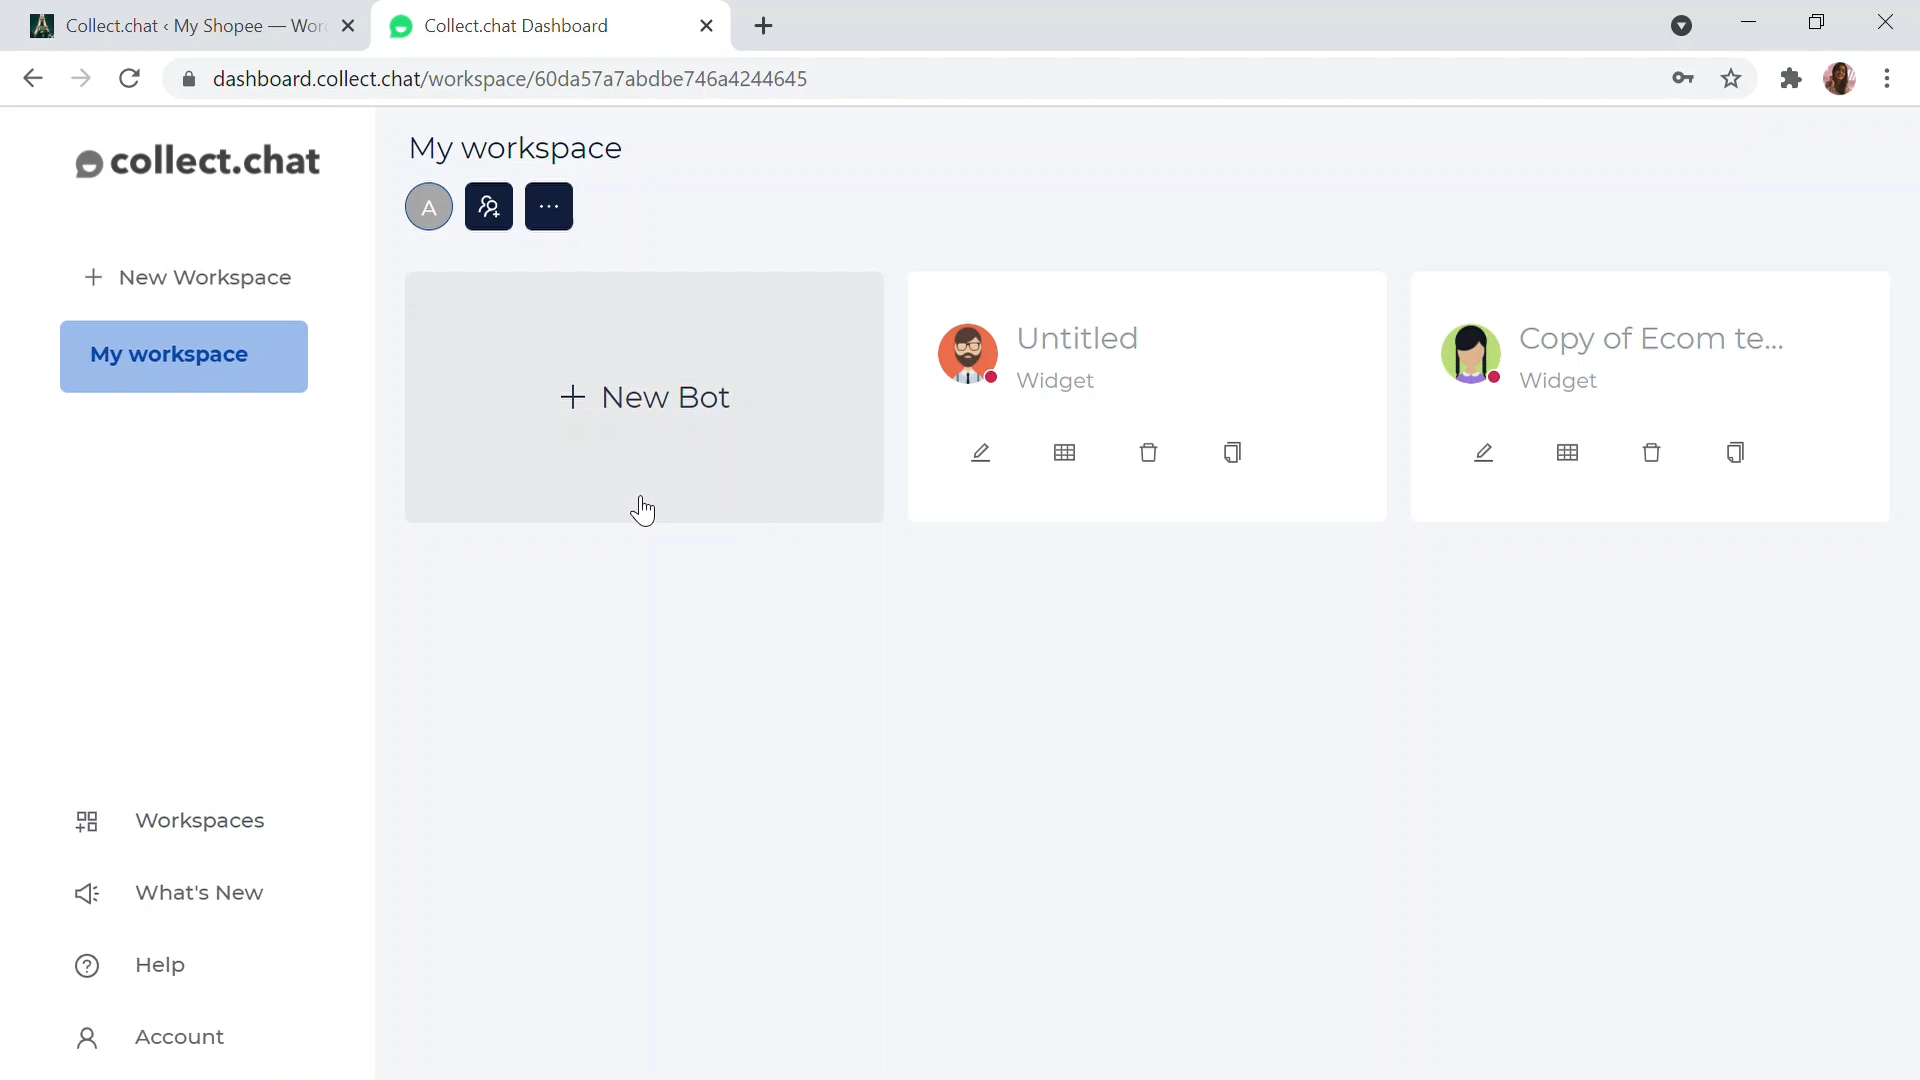 Collect.chat ‹ My Shopee — Wor
Collect.chat Dashboard
dashboard.collect.chat/workspace/60da57a7abdbe746a4244645
collect.chat
My workspace
A
+ New Workspace
My workspace
+ New Bot
Untitled
Widget
Copy of Ecom te...
Widget
Workspaces
What's New
Help
Account